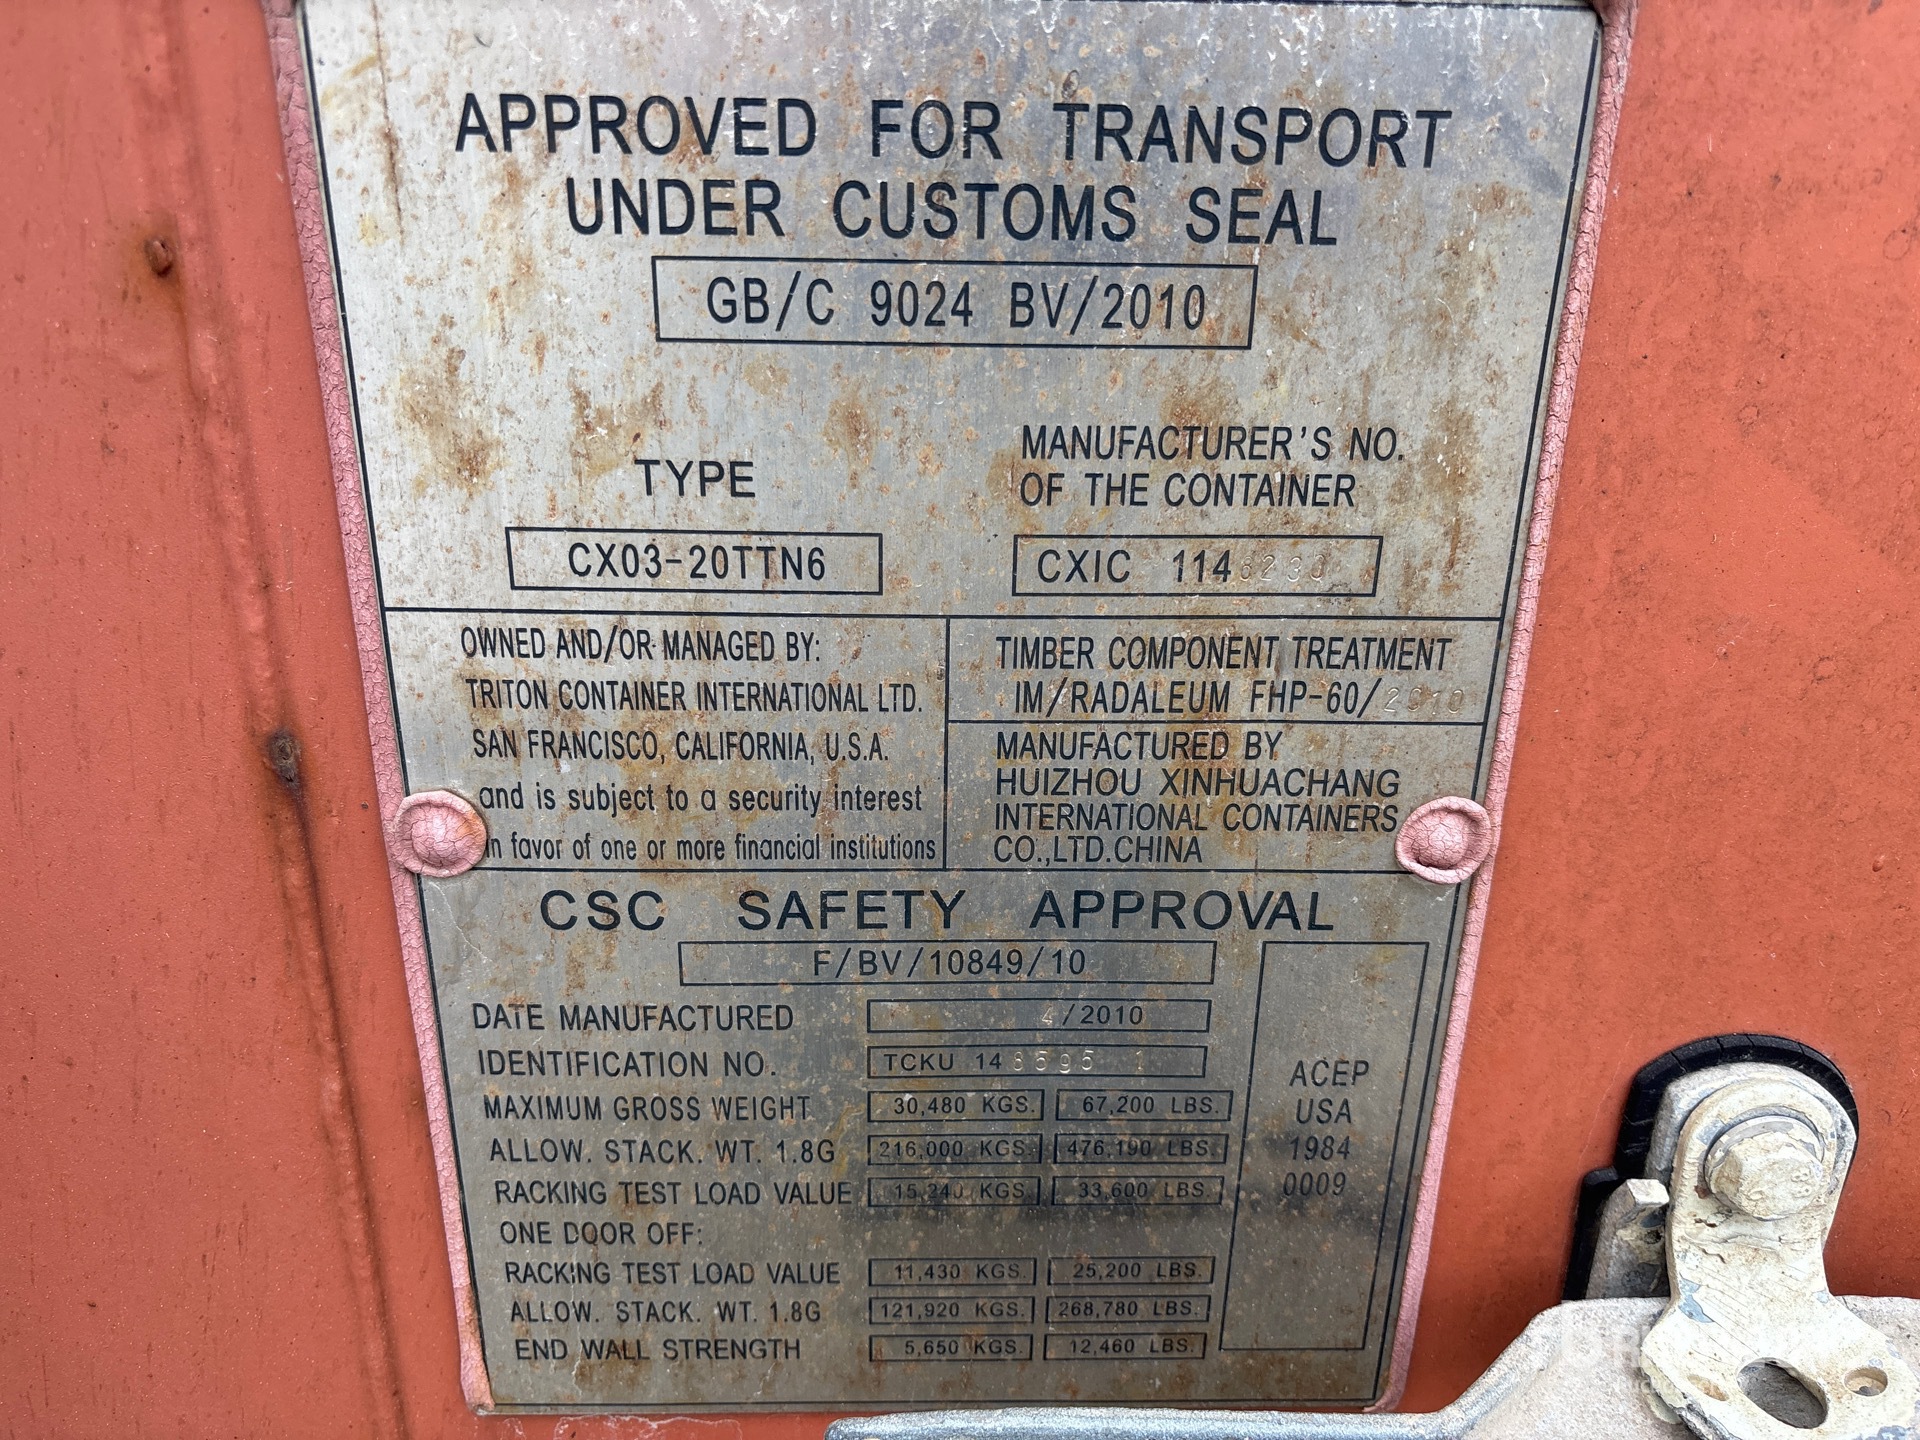 APPROVED FOR TRANSPORT
UNDER CUSTOMS SEAL
GB/C 9024 BV/2010
TYPE
CX03-20TTN6
MANUFACTURER'S NO.
OF THE CONTAINER
CXIC 1146230
OWNED AND/OR MANAGED BY:
TRITON CONTAINER INTERNATIONAL LTD.
SAN FRANCISCO, CALIFORNIA, U.S.A.
and is subject to a security interest
in favor of one or more financial institutions
TIMBER COMPONENT TREATMENT
IM/RADALEUM FHP-60/2010
MANUFACTURED BY
HUIZHOU XINHUACHANG
INTERNATIONAL CONTAINERS
CO.,LTD.CHINA
CSC SAFETY APPROVAL
F/BV/10849/10
DATE MANUFACTURED 4/2010
IDENTIFICATION NO. TCKU 148595 1
MAXIMUM GROSS WEIGHT 30,480 KGS. 67,200 LBS.
ALLOW. STACK. WT. 1.8G 216,000 KGS. 476,190 LBS.
RACKING TEST LOAD VALUE 15,240 KGS. 33,600 LBS.
ONE DOOR OFF:
RACKING TEST LOAD VALUE 11,430 KGS. 25,200 LBS.
ALLOW. STACK. WT. 1.8G 121,920 KGS. 268,780 LBS.
END WALL STRENGTH 5,650 KGS. 12,460 LBS.
ACEP
USA
1984
0009